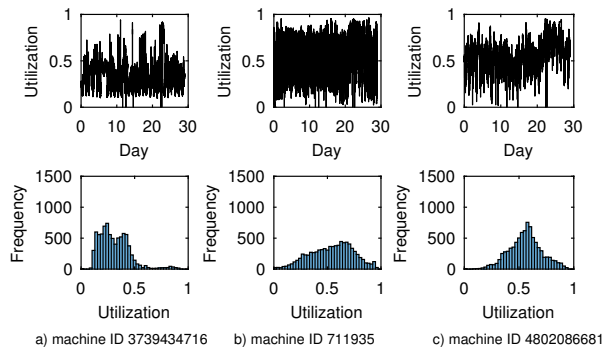 1
0.5
0
Utilization
0 10 20 30
Day
1
0.5
0
Utilization
0 10 20 30
Day
1
0.5
0
Utilization
0 10 20 30
Day
1500
1000
500
0
Frequency
0 0.5 1
Utilization
1500
1000
500
0
Frequency
0 0.5 1
Utilization
1500
1000
500
0
Frequency
0 0.5 1
Utilization
a) machine ID 3739434716
b) machine ID 711935
c) machine ID 4802086681